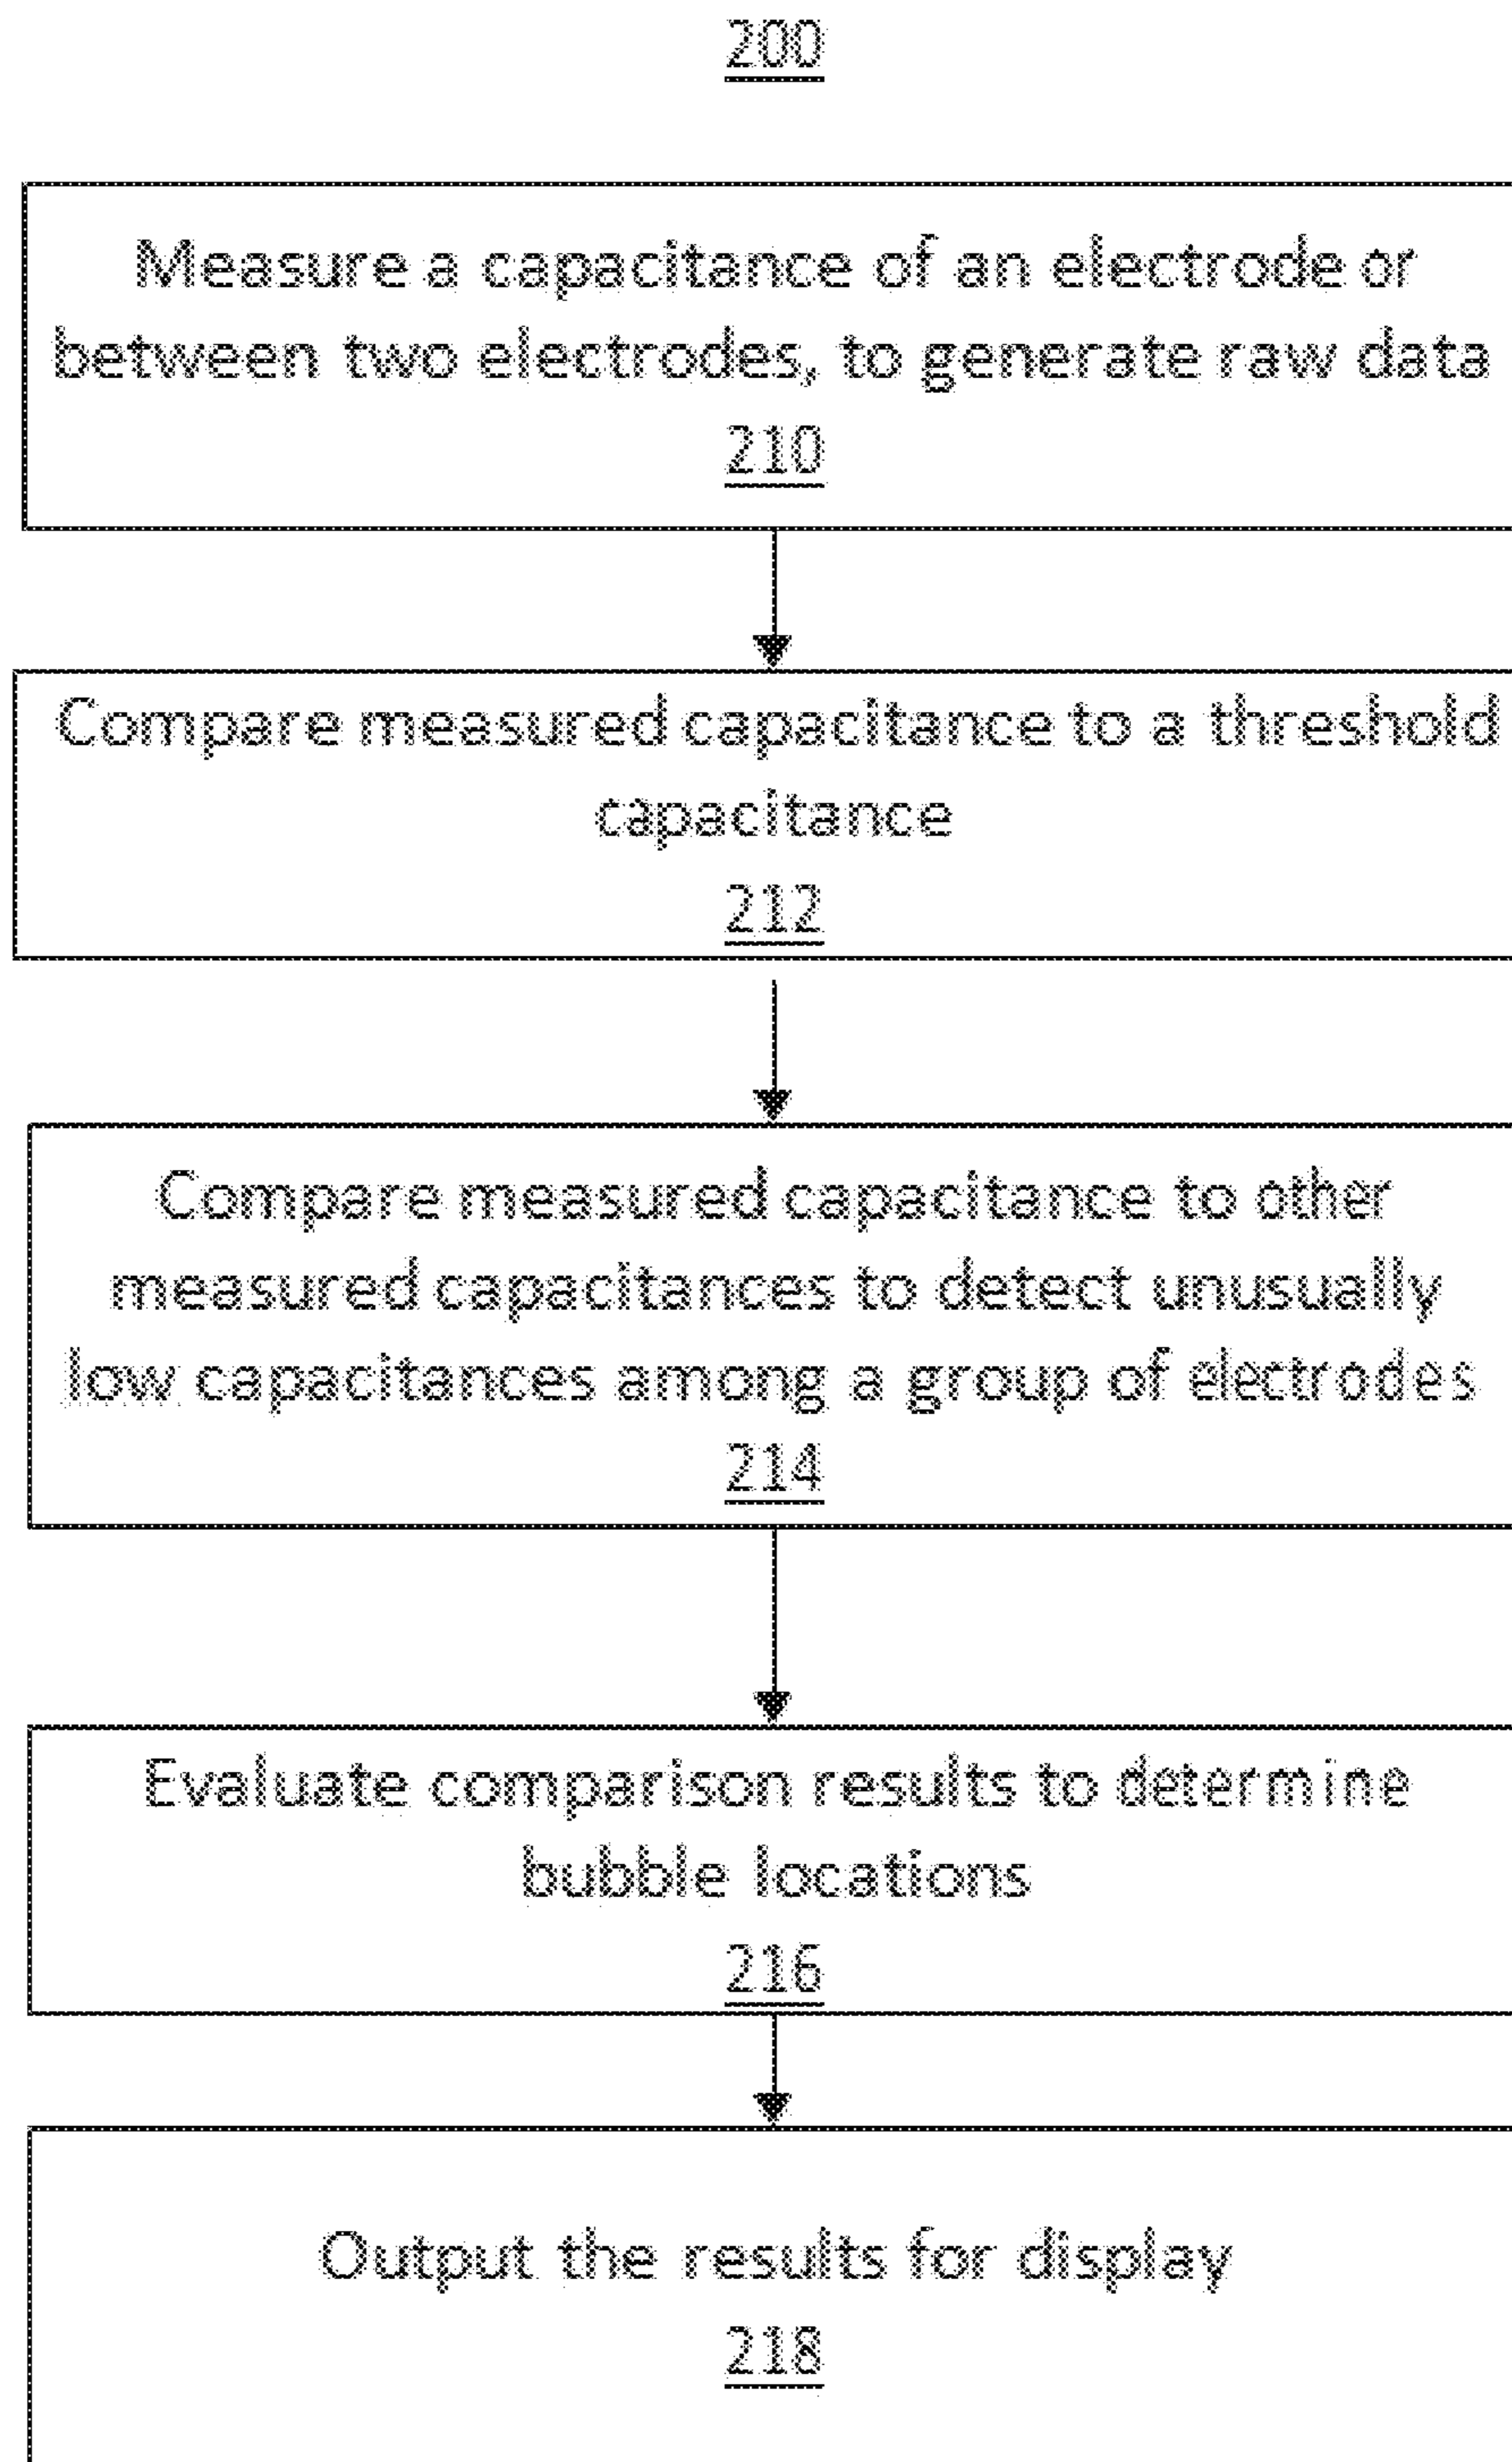 200
Measure a capacitance of an electrode or
between two electrodes, to generate raw data
210
Compare measured capacitance to a threshold
capacitance
212
Compare measured capacitance to other
measured capacitances to detect unusually
low capacitances among a group of electrodes
214
Evaluate comparison results to determine
bubble locations
216
Output the results for display
218